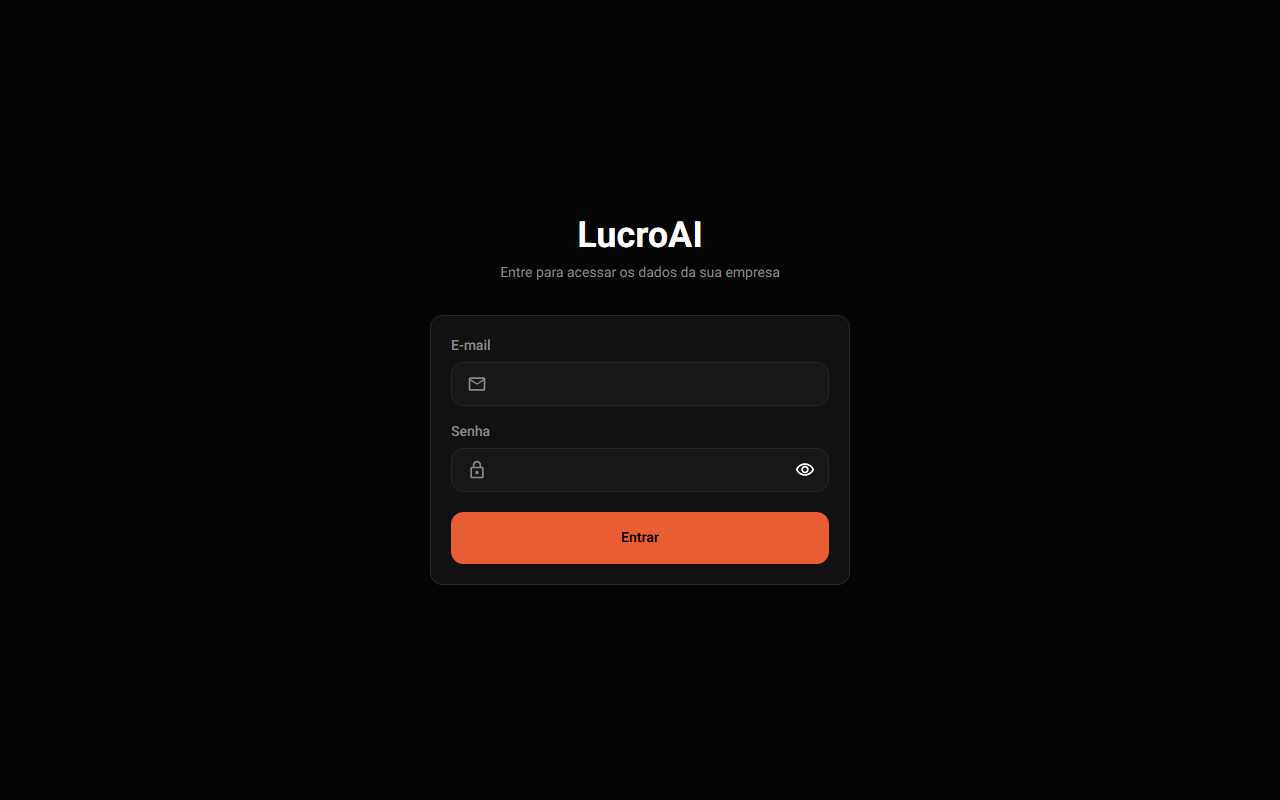 LucroAI
Entre para acessar os dados da sua empresa
E-mail
Senha
Entrar